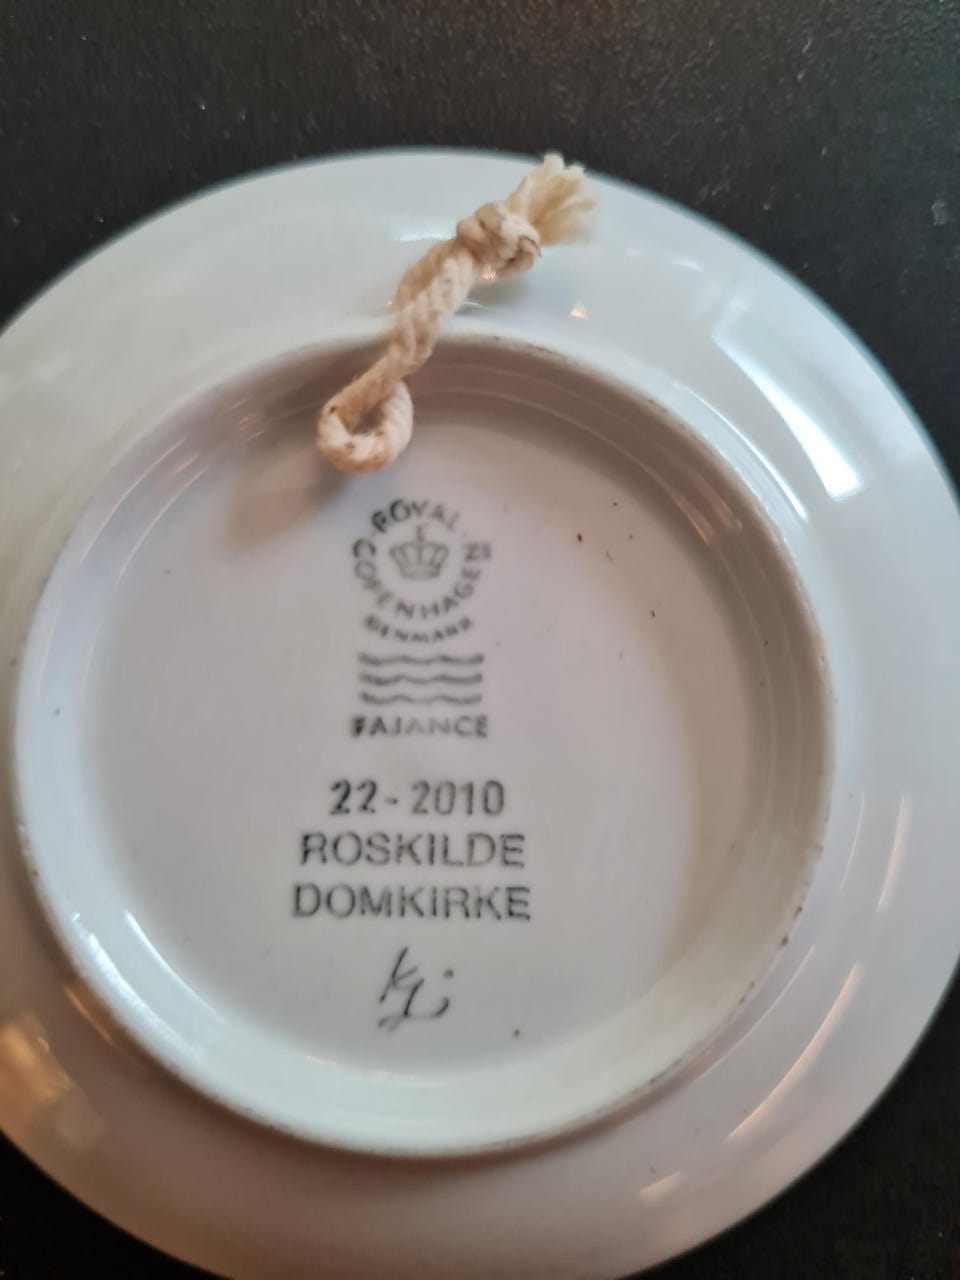 ROYAL
COPENHAGEN
DENMARK
FAJANCE
22-2010
ROSKILDE
DOMKIRKE